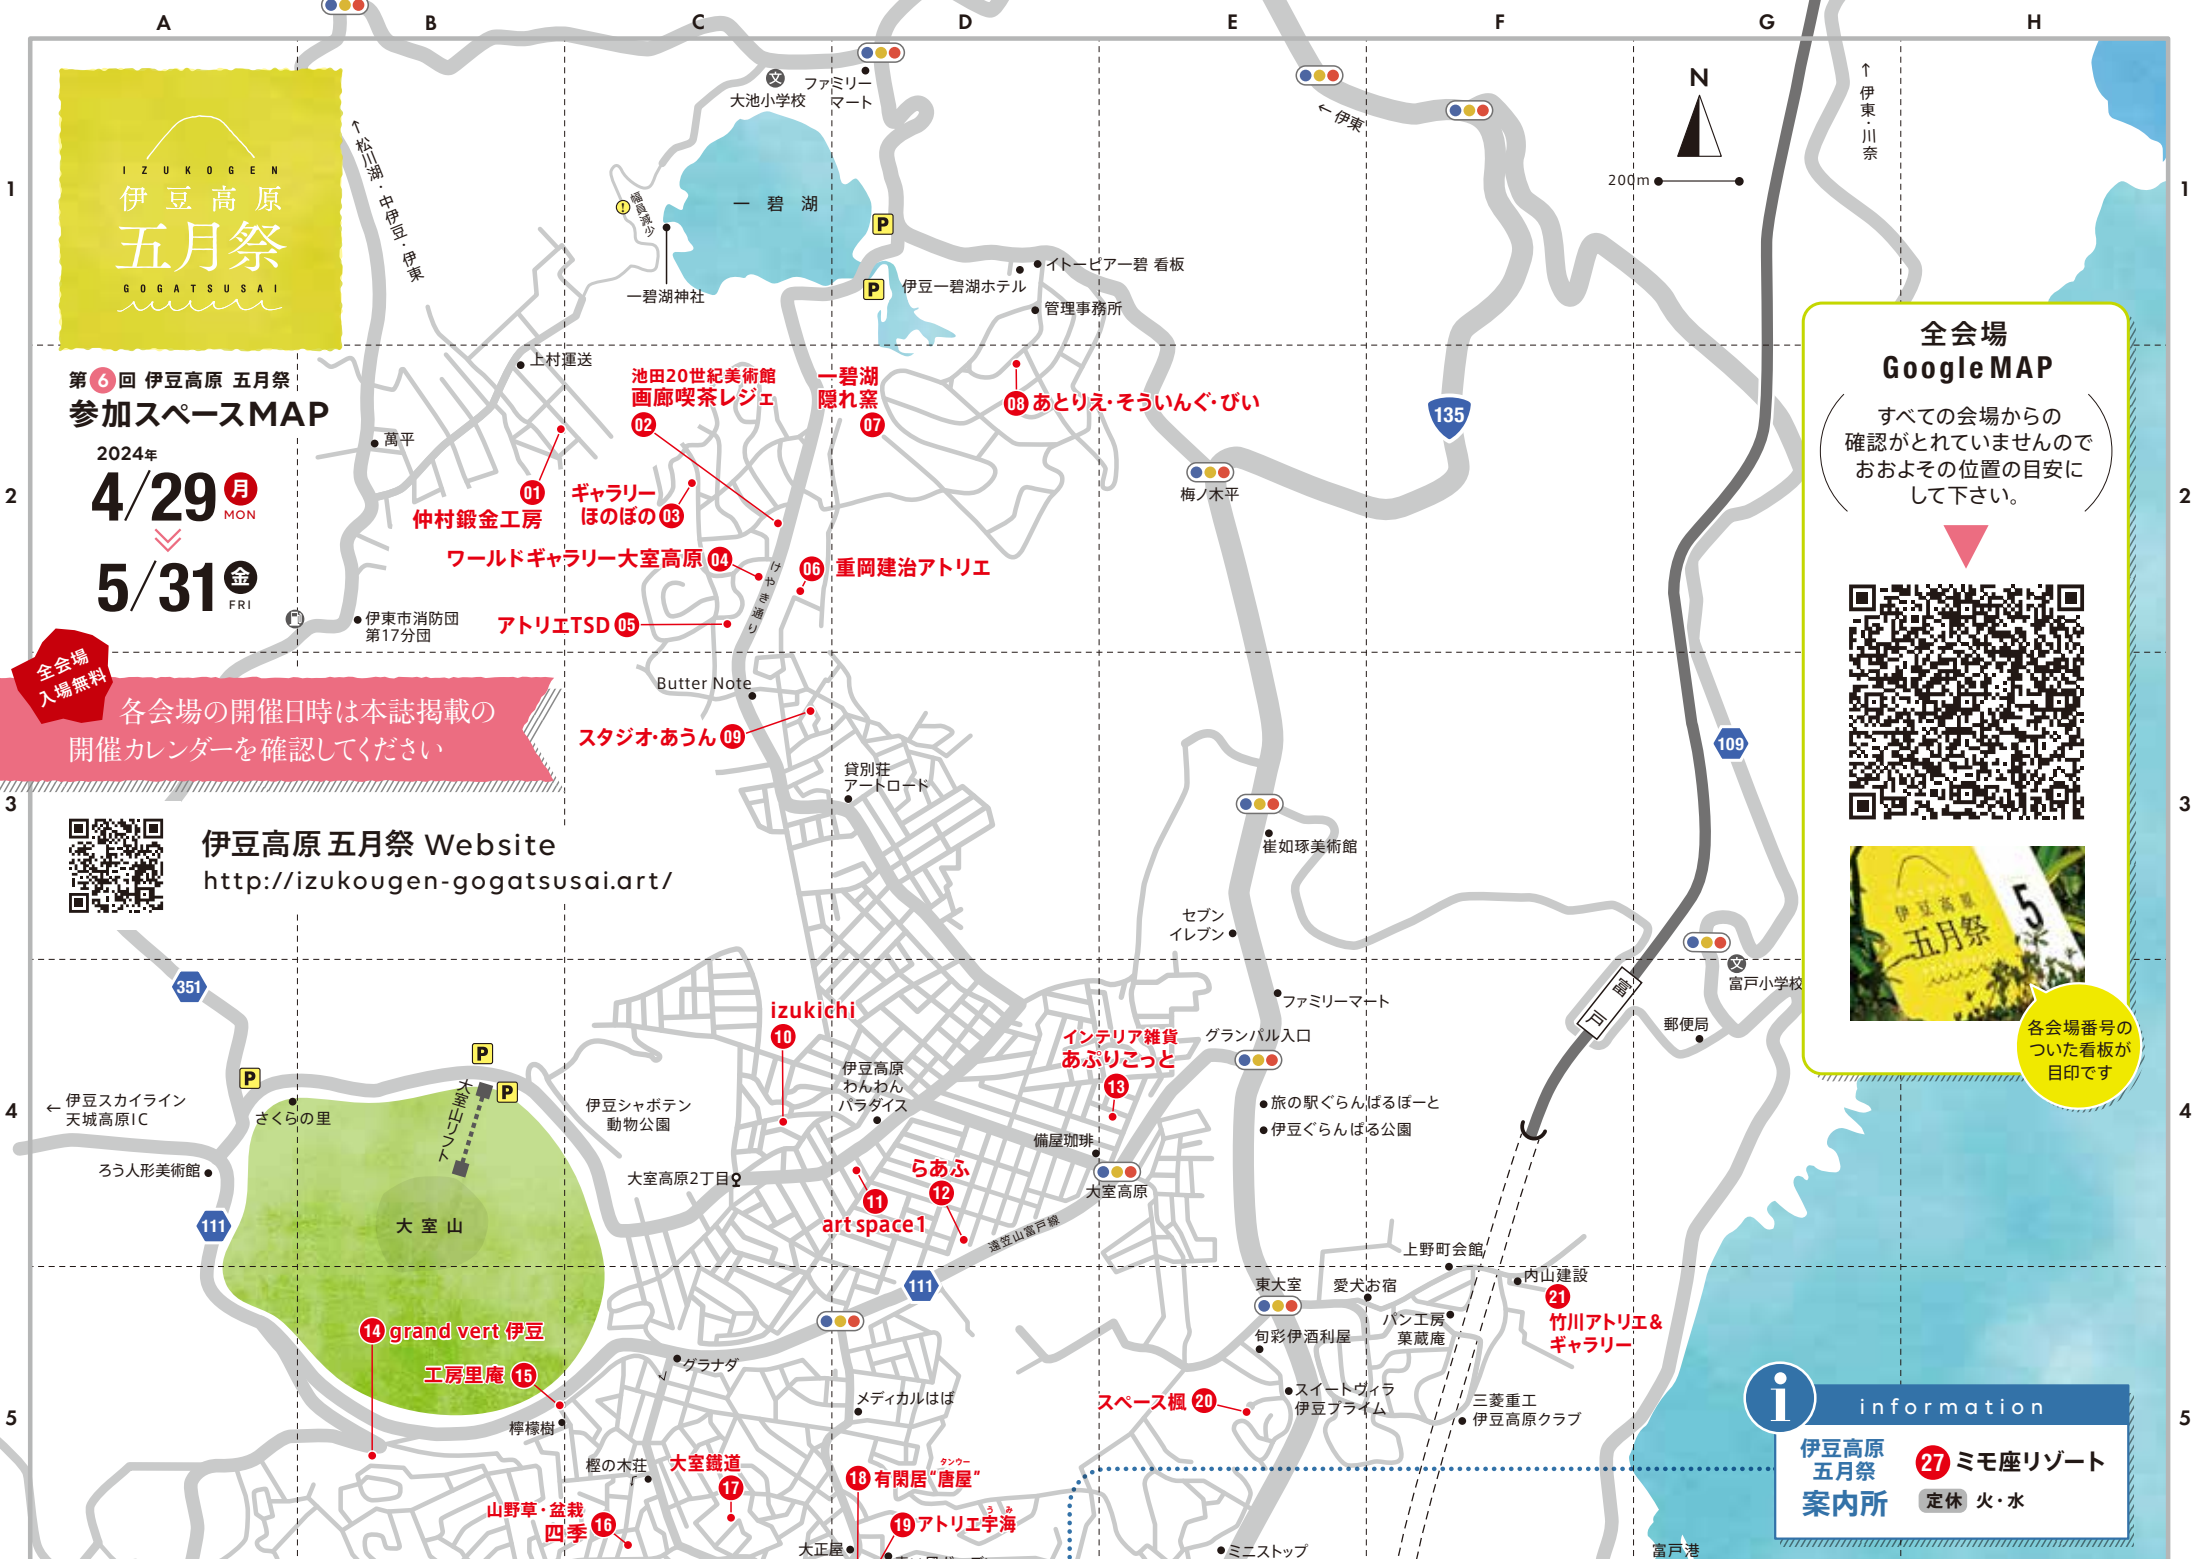 A B C D E F G H
1
2
3
4
5
1
2
3
4
5
IZUKOGEN
伊豆高原
五月祭
GOGATSUSAI
第6回 伊豆高原 五月祭
参加スペースMAP
2024年
4/29 月 MON
5/31 金 FRI
全会場
入場無料
各会場の開催日時は本誌掲載の
開催カレンダーを確認してください
伊豆高原 五月祭 Website
http://izukougen-gogatsusai.art/
↑松川湖・中伊豆・伊東
大池小学校
文
ファミリー
マート
一碧湖
幅員減少
一碧湖神社
P
P
イトーピア一碧 看板
伊豆一碧湖ホテル
管理事務所
←伊東
N
200m
↑伊東・川奈
上村運送
萬平
伊東市消防団
第17分団
01
仲村鍛金工房
池田20世紀美術館
画廊喫茶レジェ
02
ギャラリー
ほのぼの 03
ワールドギャラリー大室高原 04
アトリエTSD 05
06 重岡建治アトリエ
一碧湖
隠れ窯
07
08 あとりえ・そういんぐ・びい
けやき通り
梅ノ木平
135
109
Butter Note
スタジオ・あうん 09
貸別荘
アートロード
崔如琢美術館
セブン
イレブン
351
ファミリーマート
グランパル入口
富戸
文
富戸小学校
郵便局
izukichi
10
伊豆高原
わんわん
パラダイス
インテリア雑貨
あぷりこっと
13
旅の駅ぐらんぱるぽーと
伊豆ぐらんぱる公園
備屋珈琲
大室高原
P
P
P
大室山リフト
さくらの里
←伊豆スカイライン
天城高原IC
ろう人形美術館
111
大室山
伊豆シャボテン
動物公園
大室高原2丁目
11
art space1
らあふ
12
遠笠山富戸線
111
上野町会館
内山建設
21
竹川アトリエ&
ギャラリー
東大室
愛犬お宿
パン工房
菓蔵庵
旬彩伊酒利屋
14 grand vert 伊豆
工房里庵 15
檸檬樹
グラナダ
メディカルはば
スペース楓 20
スイートヴィラ
伊豆プライム
三菱重工
伊豆高原クラブ
樫の木荘
大室鐵道
17
山野草・盆栽
四季 16
タンウー
18 有閑居“唐屋”
うみ
19 アトリエ宇海
大正屋
ミニストップ
富戸港
全会場
GoogleMAP
すべての会場からの
確認がとれていませんので
おおよその位置の目安に
して下さい。
伊豆高原
五月祭
5
各会場番号の
ついた看板が
目印です
i
information
伊豆高原
五月祭
案内所
27 ミモ座リゾート
定休 火・水